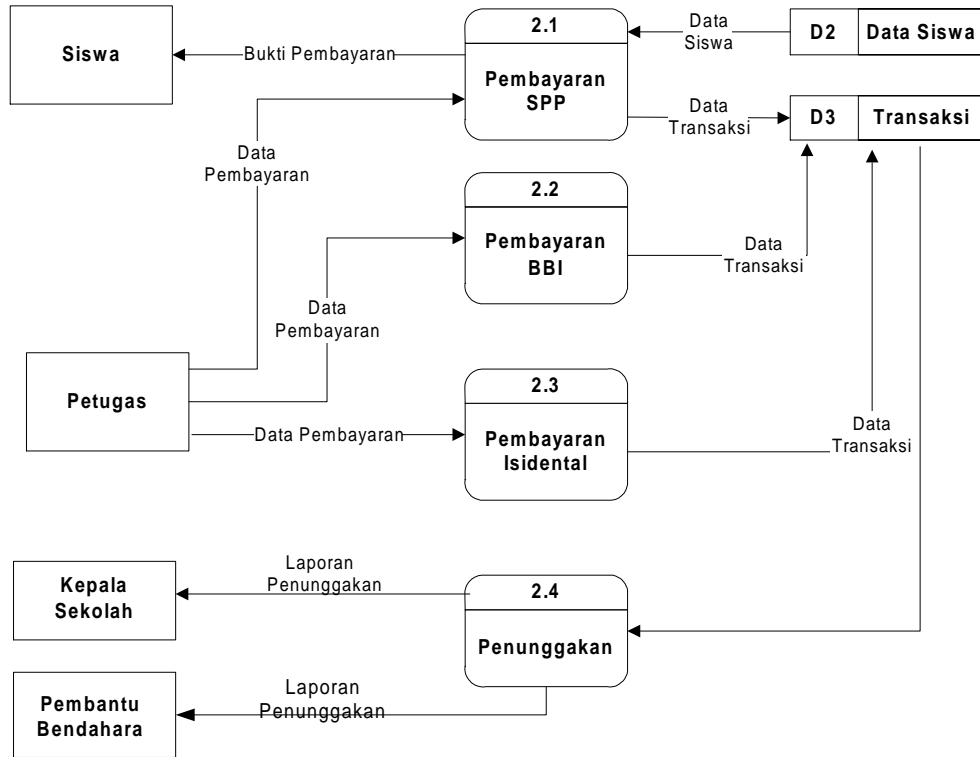 Siswa
Bukti Pembayaran
2.1
Pembayaran
SPP
Data
Siswa
D2
Data Siswa
Data
Transaksi
D3
Transaksi
Data
Pembayaran
2.2
Pembayaran
BBI
Data
Transaksi
Data
Pembayaran
Petugas
Data Pembayaran
2.3
Pembayaran
Isidental
Data
Transaksi
Kepala
Sekolah
Laporan
Penunggakan
2.4
Penunggakan
Pembantu
Bendahara
Laporan
Penunggakan